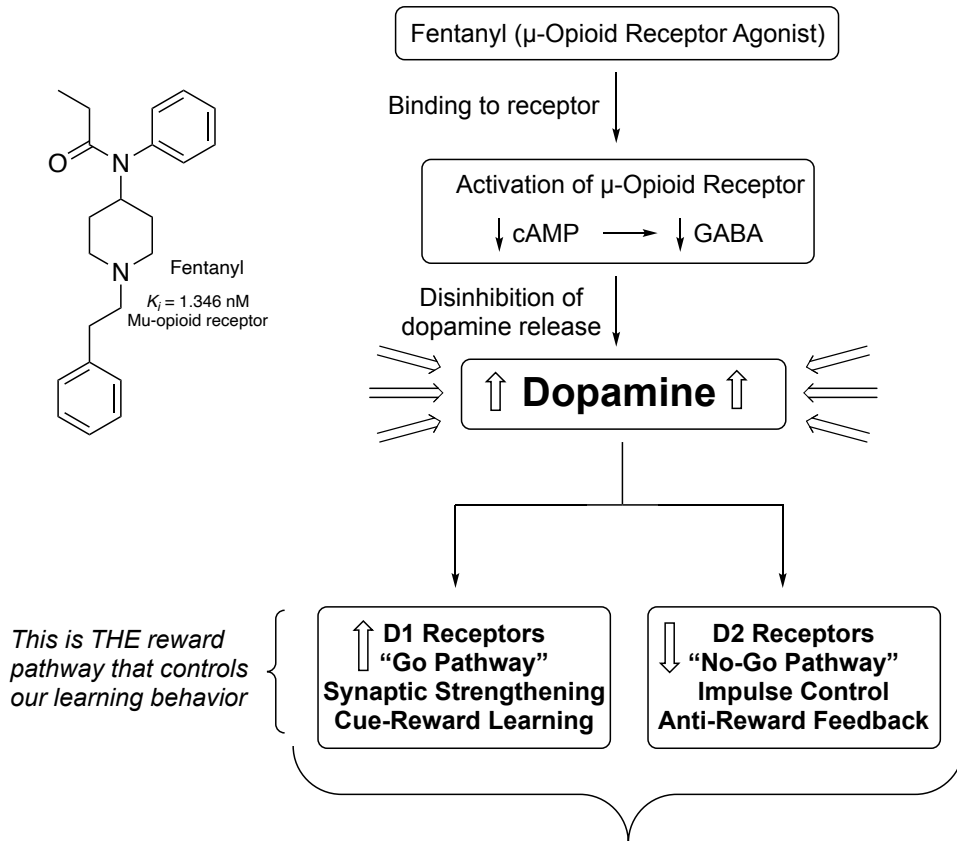 Fentanyl (μ-Opioid Receptor Agonist)
Binding to receptor
Activation of μ-Opioid Receptor
cAMP
GABA
Disinhibition of
dopamine release
Dopamine
O
N
N
Fentanyl
Ki = 1.346 nM
Mu-opioid receptor
This is THE reward
pathway that controls
our learning behavior
D1 Receptors
“Go Pathway”
Synaptic Strengthening
Cue-Reward Learning
D2 Receptors
“No-Go Pathway”
Impulse Control
Anti-Reward Feedback